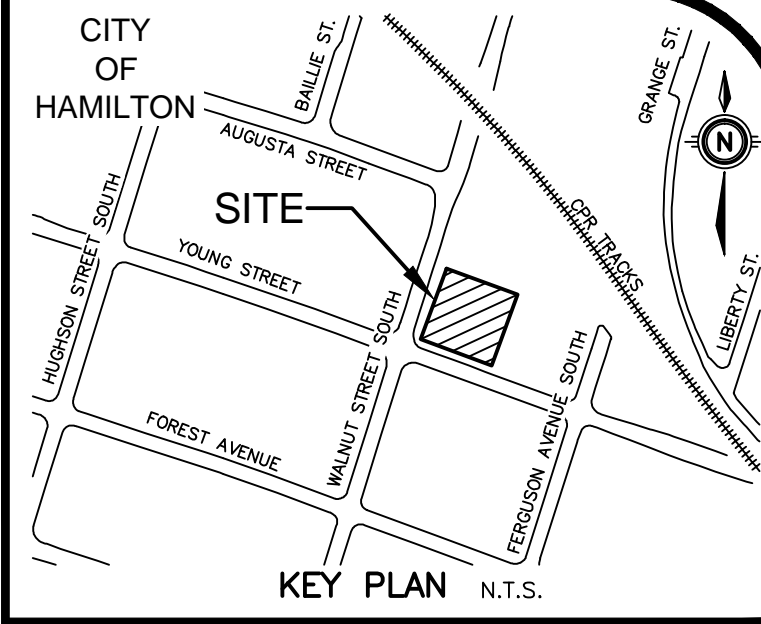 CITY
OF
HAMILTON
BAILLIE ST.
GRANGE ST.
N
AUGUSTA STREET
SITE
CPR TRACKS
HUGHSON STREET SOUTH
YOUNG STREET
LIBERTY ST.
WALNUT STREET SOUTH
FERGUSON AVENUE SOUTH
FOREST AVENUE
KEY PLAN N.T.S.